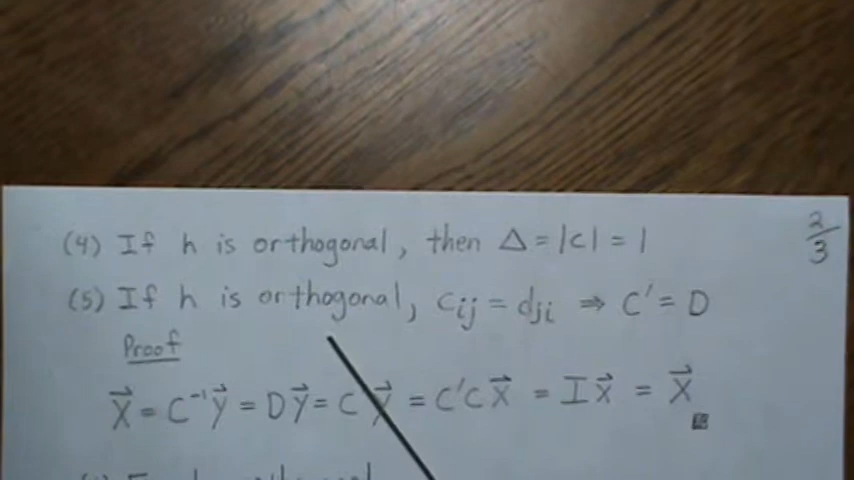 2/3
(4) If h is orthogonal, then Δ = |c| = 1
(5) If h is orthogonal, cij = dji ⇒ C' = D
Proof
X⃗ = C⁻¹Y⃗ = DY⃗ = C Y⃗ = C'CX⃗ = IX⃗ = X⃗